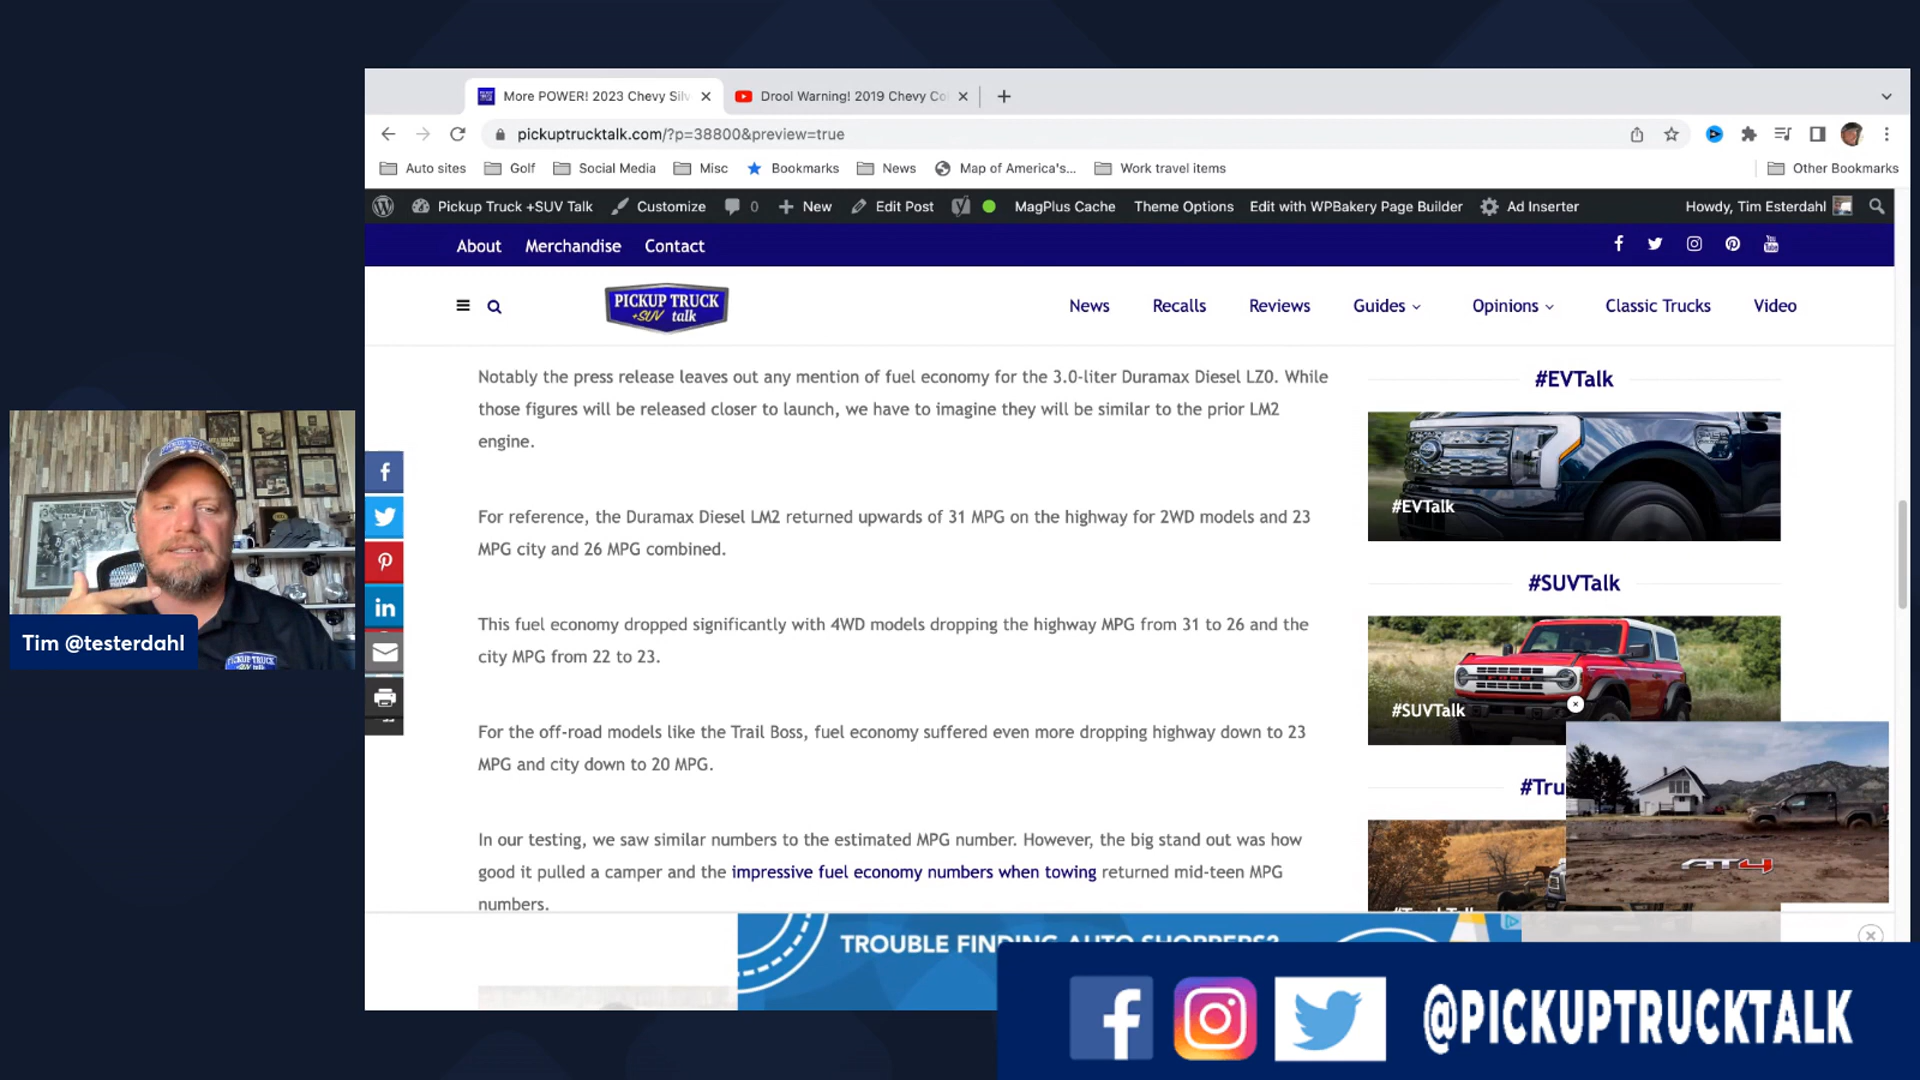 More POWER! 2023 Chevy Silv
Drool Warning! 2019 Chevy Co
pickuptrucktalk.com/?p=38800&preview=true
Auto sites
Golf
Social Media
Misc
Bookmarks
News
Map of America's...
Work travel items
Other Bookmarks
Pickup Truck +SUV Talk
Customize
0
New
Edit Post
MagPlus Cache
Theme Options
Edit with WPBakery Page Builder
Ad Inserter
Howdy, Tim Esterdahl
About
Merchandise
Contact
PICKUP TRUCK
+SUV talk
News
Recalls
Reviews
Guides
Opinions
Classic Trucks
Video
Notably the press release leaves out any mention of fuel economy for the 3.0-liter Duramax Diesel LZ0. While
those figures will be released closer to launch, we have to imagine they will be similar to the prior LM2
engine.
For reference, the Duramax Diesel LM2 returned upwards of 31 MPG on the highway for 2WD models and 23
MPG city and 26 MPG combined.
This fuel economy dropped significantly with 4WD models dropping the highway MPG from 31 to 26 and the
city MPG from 22 to 23.
For the off-road models like the Trail Boss, fuel economy suffered even more dropping highway down to 23
MPG and city down to 20 MPG.
In our testing, we saw similar numbers to the estimated MPG number. However, the big stand out was how
good it pulled a camper and the impressive fuel economy numbers when towing returned mid-teen MPG
numbers.
#EVTalk
#EVTalk
#SUVTalk
#SUVTalk
#Tru
AT4
Tim @testerdahl
PICKUP TRUCK
TROUBLE FINDING AUTO SHOPPERS?
@PICKUPTRUCKTALK